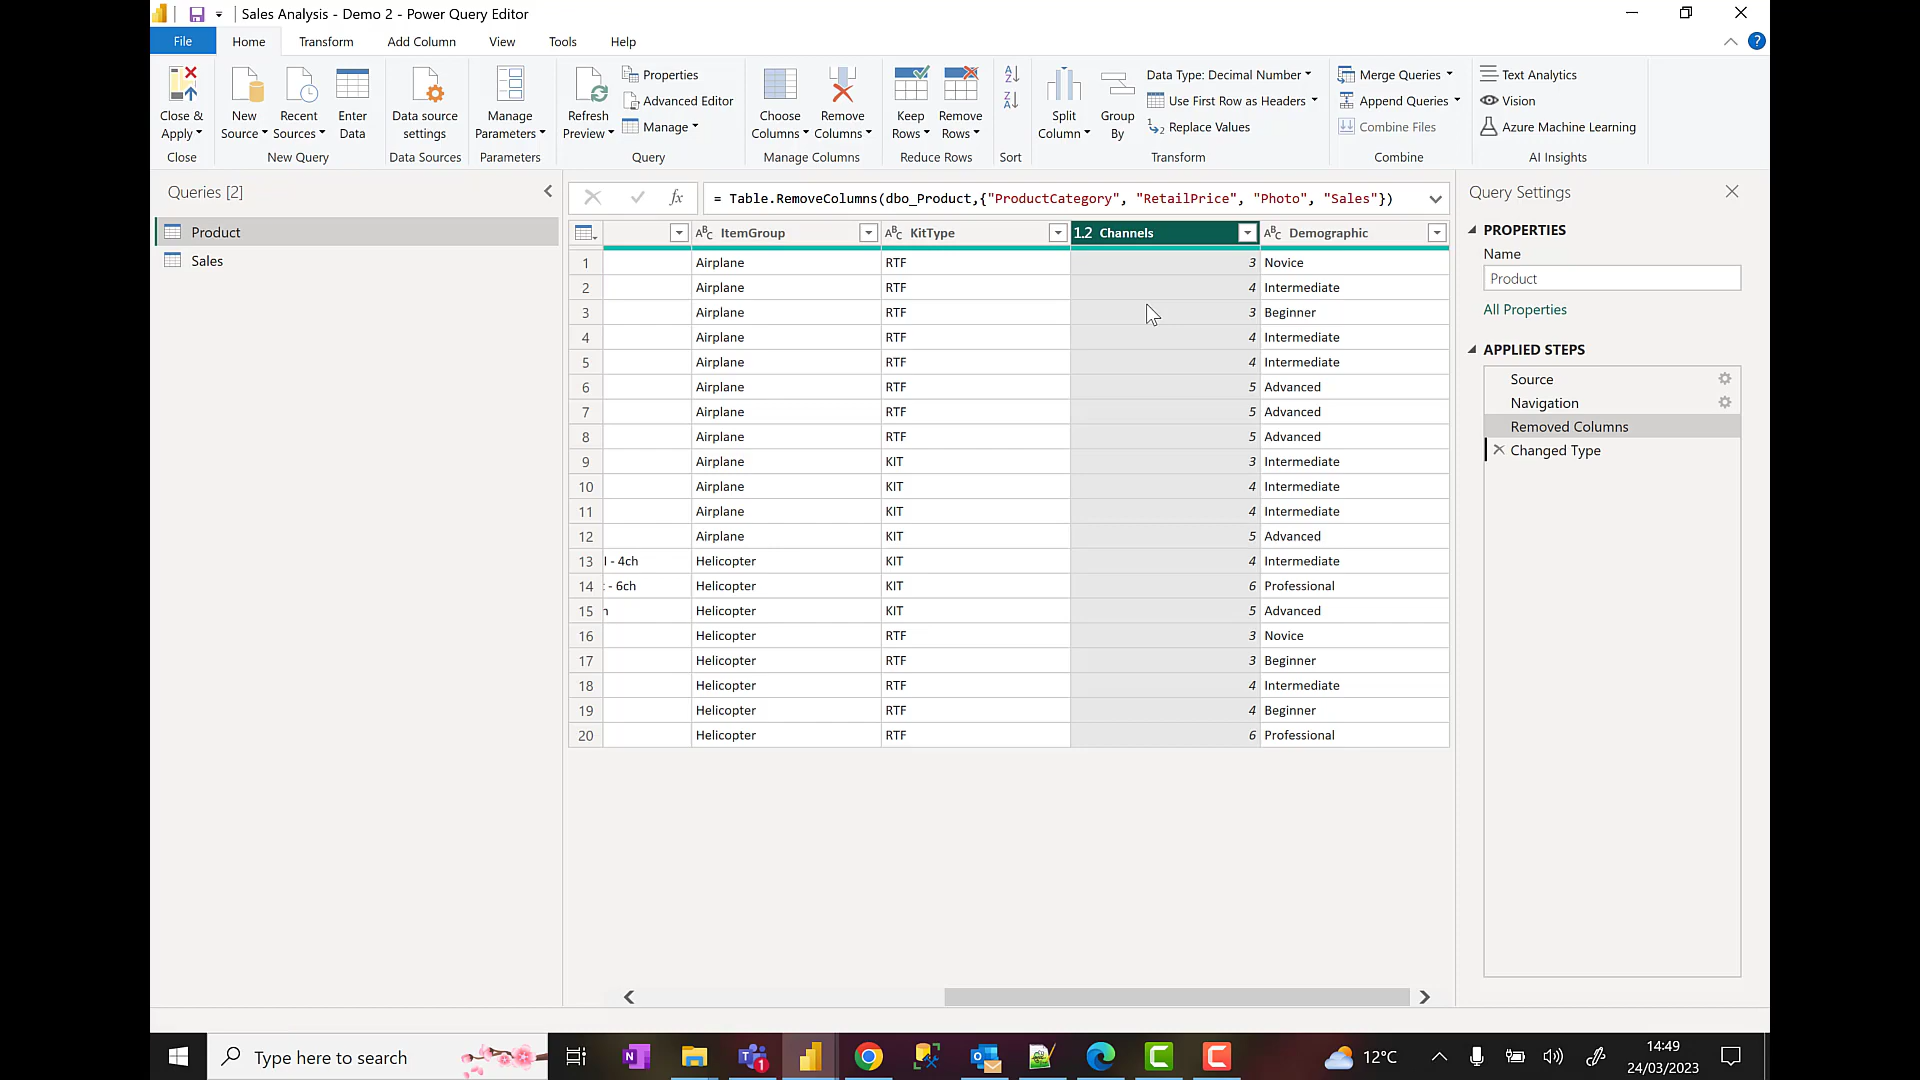 Sales Analysis - Demo 2 - Power Query Editor
File Home Transform Add Column View Tools Help
Close & Apply
New Source
Recent Sources
Enter Data
Data source settings
Manage Parameters
Refresh Preview
Properties
Advanced Editor
Manage
Choose Columns
Remove Columns
Keep Rows
Remove Rows
Split Column
Group By
Data Type: Decimal Number
Use First Row as Headers
Replace Values
Merge Queries
Append Queries
Combine Files
Text Analytics
Vision
Azure Machine Learning
Close New Query Data Sources Parameters Query Manage Columns Reduce Rows Sort Transform Combine AI Insights
Queries [2]
Product
Sales
fx = Table.RemoveColumns(dbo_Product,{"ProductCategory", "RetailPrice", "Photo", "Sales"})
ABC ItemGroup ABC KitType 1.2 Channels ABC Demographic
1 Airplane RTF 3 Novice
2 Airplane RTF 4 Intermediate
3 Airplane RTF 3 Beginner
4 Airplane RTF 4 Intermediate
5 Airplane RTF 4 Intermediate
6 Airplane RTF 5 Advanced
7 Airplane RTF 5 Advanced
8 Airplane RTF 5 Advanced
9 Airplane KIT 3 Intermediate
10 Airplane KIT 4 Intermediate
11 Airplane KIT 4 Intermediate
12 Airplane KIT 5 Advanced
13 - 4ch Helicopter KIT 4 Intermediate
14 - 6ch Helicopter KIT 6 Professional
15 Helicopter KIT 5 Advanced
16 Helicopter RTF 3 Novice
17 Helicopter RTF 3 Beginner
18 Helicopter RTF 4 Intermediate
19 Helicopter RTF 4 Beginner
20 Helicopter RTF 6 Professional
Query Settings
PROPERTIES
Name
Product
All Properties
APPLIED STEPS
Source
Navigation
Removed Columns
Changed Type
Type here to search
12°C
14:49
24/03/2023